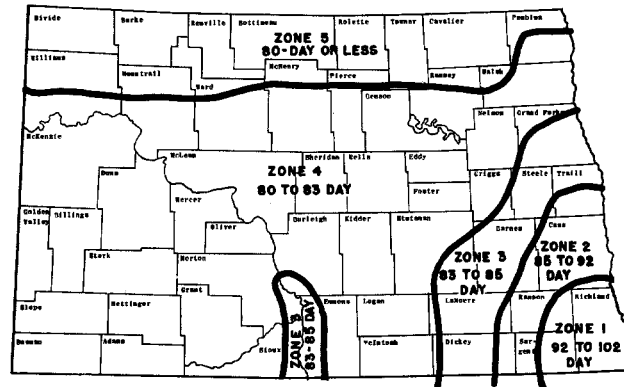 Divide
Burke
Renville
Bottineau
Rolette
Towner
Cavalier
Pembina
ZONE 5
80-DAY OR LESS
Williams
Mountrail
Ward
McHenry
Pierce
Ramsey
Walsh
Benson
Nelson
Grand Forks
McKenzie
McLean
Sheridan
Wells
Eddy
ZONE 4
80 TO 83 DAY
Dunn
Foster
Griggs
Steele
Traill
Mercer
Golden
Valley
Billings
Oliver
Burleigh
Kidder
Stutsman
Barnes
Cass
ZONE 2
85 TO 92
DAY
ZONE 3
83 TO 85
DAY
Stark
Morton
Grant
Slope
Hettinger
Emmons
Logan
LaMoure
Ransom
Richland
ZONE 3
83-85 DAY
Bowman
Adams
Sioux
McIntosh
Dickey
Sar-
gent
ZONE 1
92 TO 102
DAY